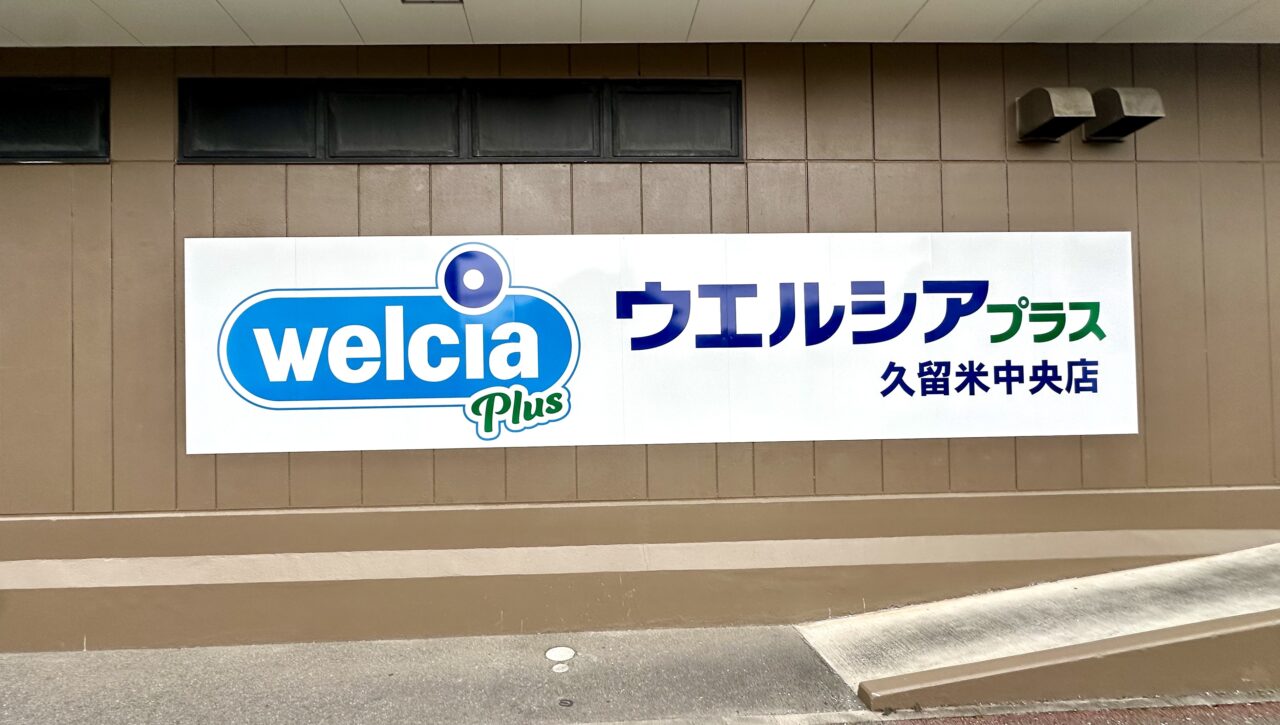 welcia
Plus
ウエルシアプラス
久留米中央店